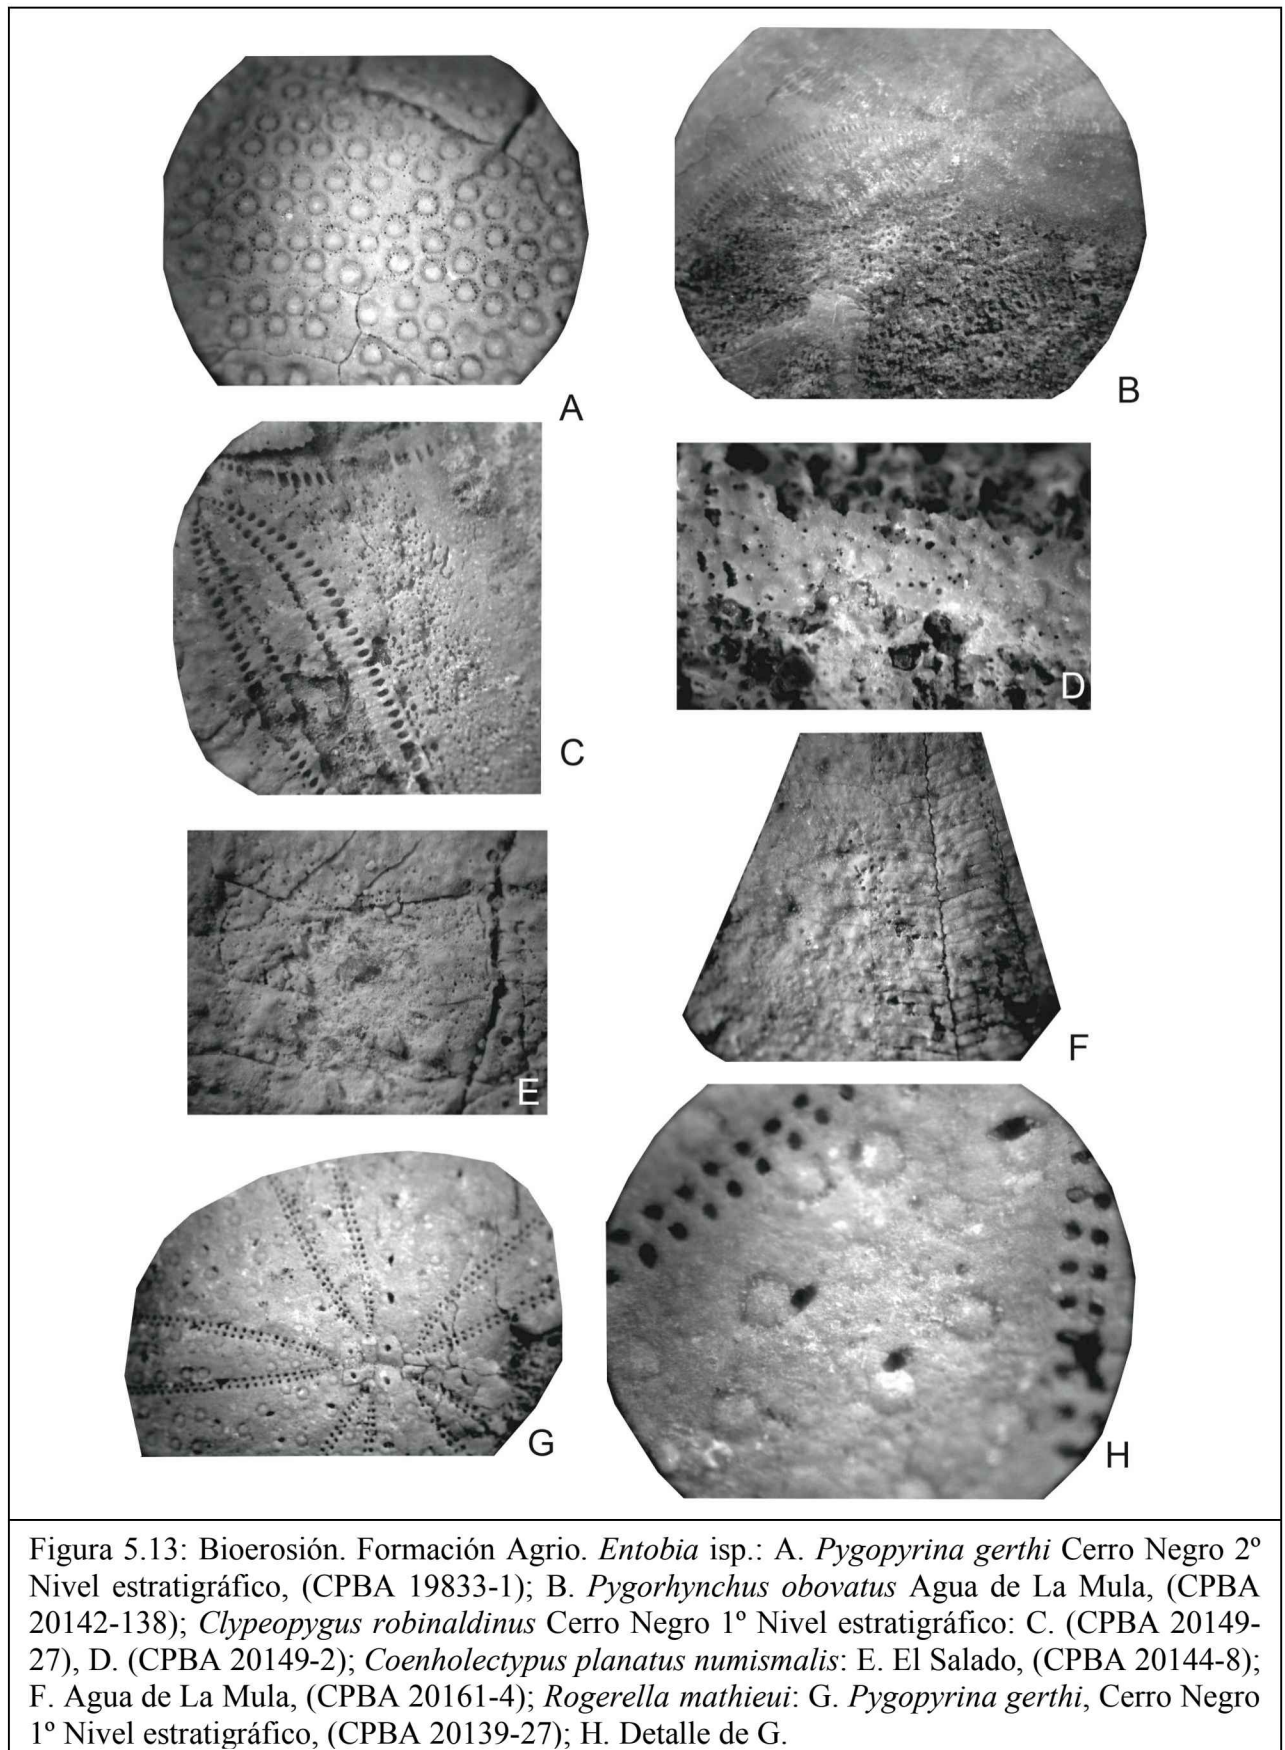 A
B
C
D
E
F
G
H
Figura 5.13: Bioerosión. Formación Agrio. Entobia isp.: A. Pygopyrina gerthi Cerro Negro 2º
Nivel estratigráfico, (CPBA 19833-1); B. Pygorhynchus obovatus Agua de La Mula, (CPBA
20142-138); Clypeopygus robinaldinus Cerro Negro 1º Nivel estratigráfico: C. (CPBA 20149-
27), D. (CPBA 20149-2); Coenholectypus planatus numismalis: E. El Salado, (CPBA 20144-8);
F. Agua de La Mula, (CPBA 20161-4); Rogerella mathieui: G. Pygopyrina gerthi, Cerro Negro
1º Nivel estratigráfico, (CPBA 20139-27); H. Detalle de G.